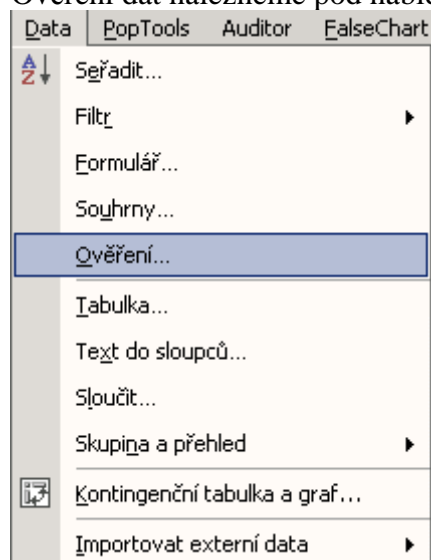 Ověření dat nalezneme pod nabíd
Data PopTools Auditor FalseChart
Seřadit...
Filtr
Formulář...
Souhrny...
Ověření...
Tabulka...
Text do sloupců...
Sloučit...
Skupina a přehled
Kontingenční tabulka a graf...
Importovat externí data